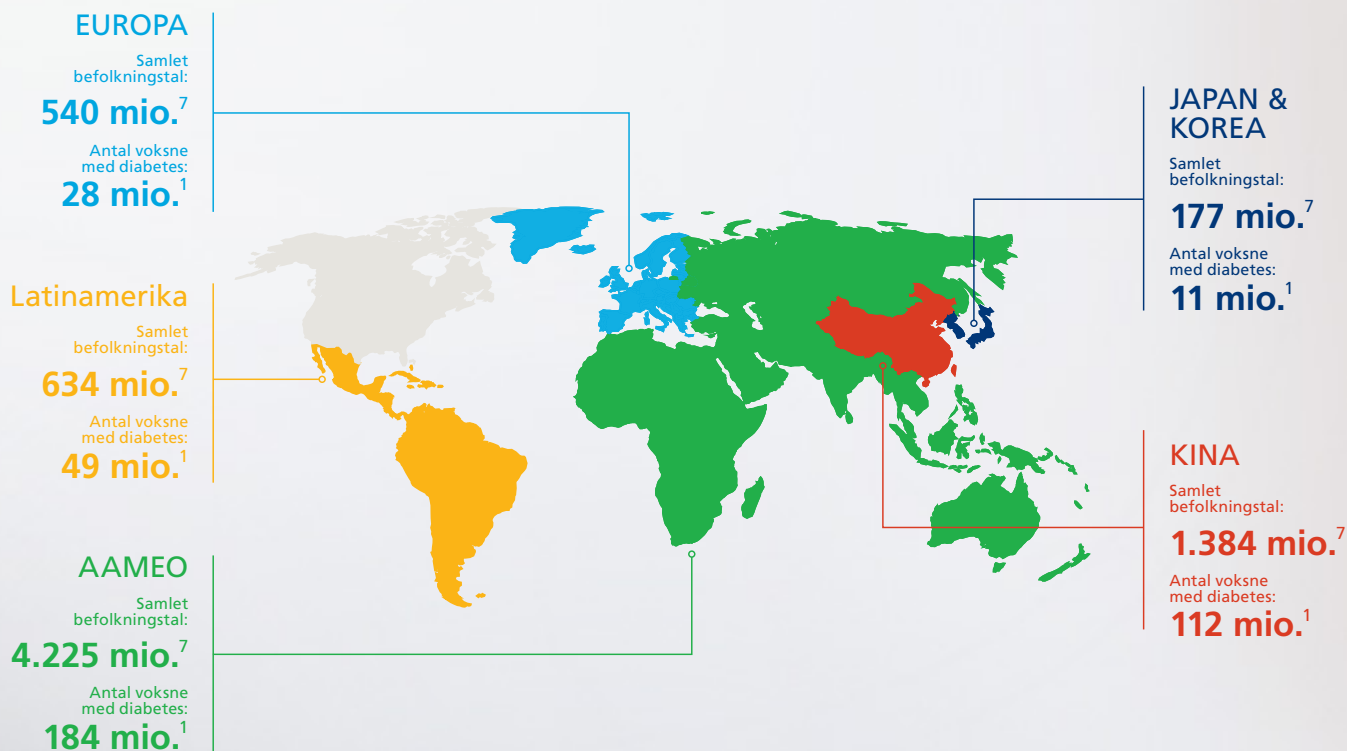 EUROPA
Samlet
befolkningstal:
540 mio.⁷
Antal voksne
med diabetes:
28 mio.¹
Latinamerika
Samlet
befolkningstal:
634 mio.⁷
Antal voksne
med diabetes:
49 mio.¹
AAMEO
Samlet
befolkningstal:
4.225 mio.⁷
Antal voksne
med diabetes:
184 mio.¹
JAPAN &
KOREA
Samlet
befolkningstal:
177 mio.⁷
Antal voksne
med diabetes:
11 mio.¹
KINA
Samlet
befolkningstal:
1.384 mio.⁷
Antal voksne
med diabetes:
112 mio.¹